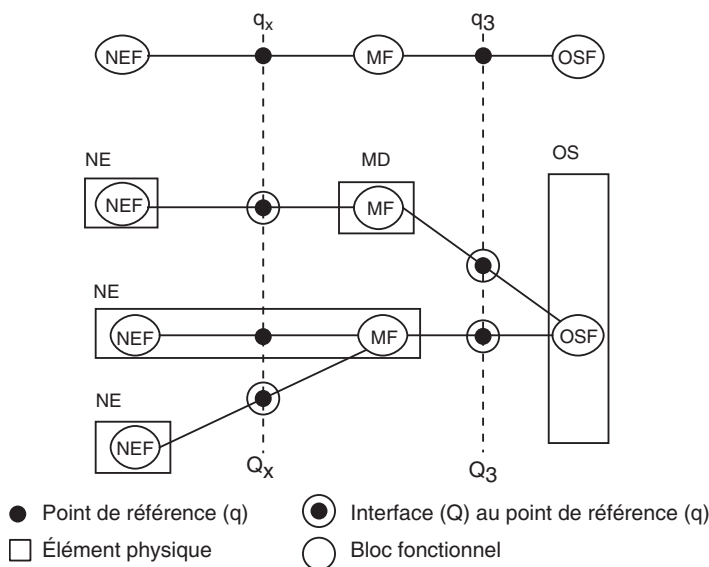 qx q3
NEF MF OSF
NE MD OS
NEF MF
NE
NEF MF OSF
NE
NEF
Qx Q3
Point de référence (q) Interface (Q) au point de référence (q)
Élément physique Bloc fonctionnel